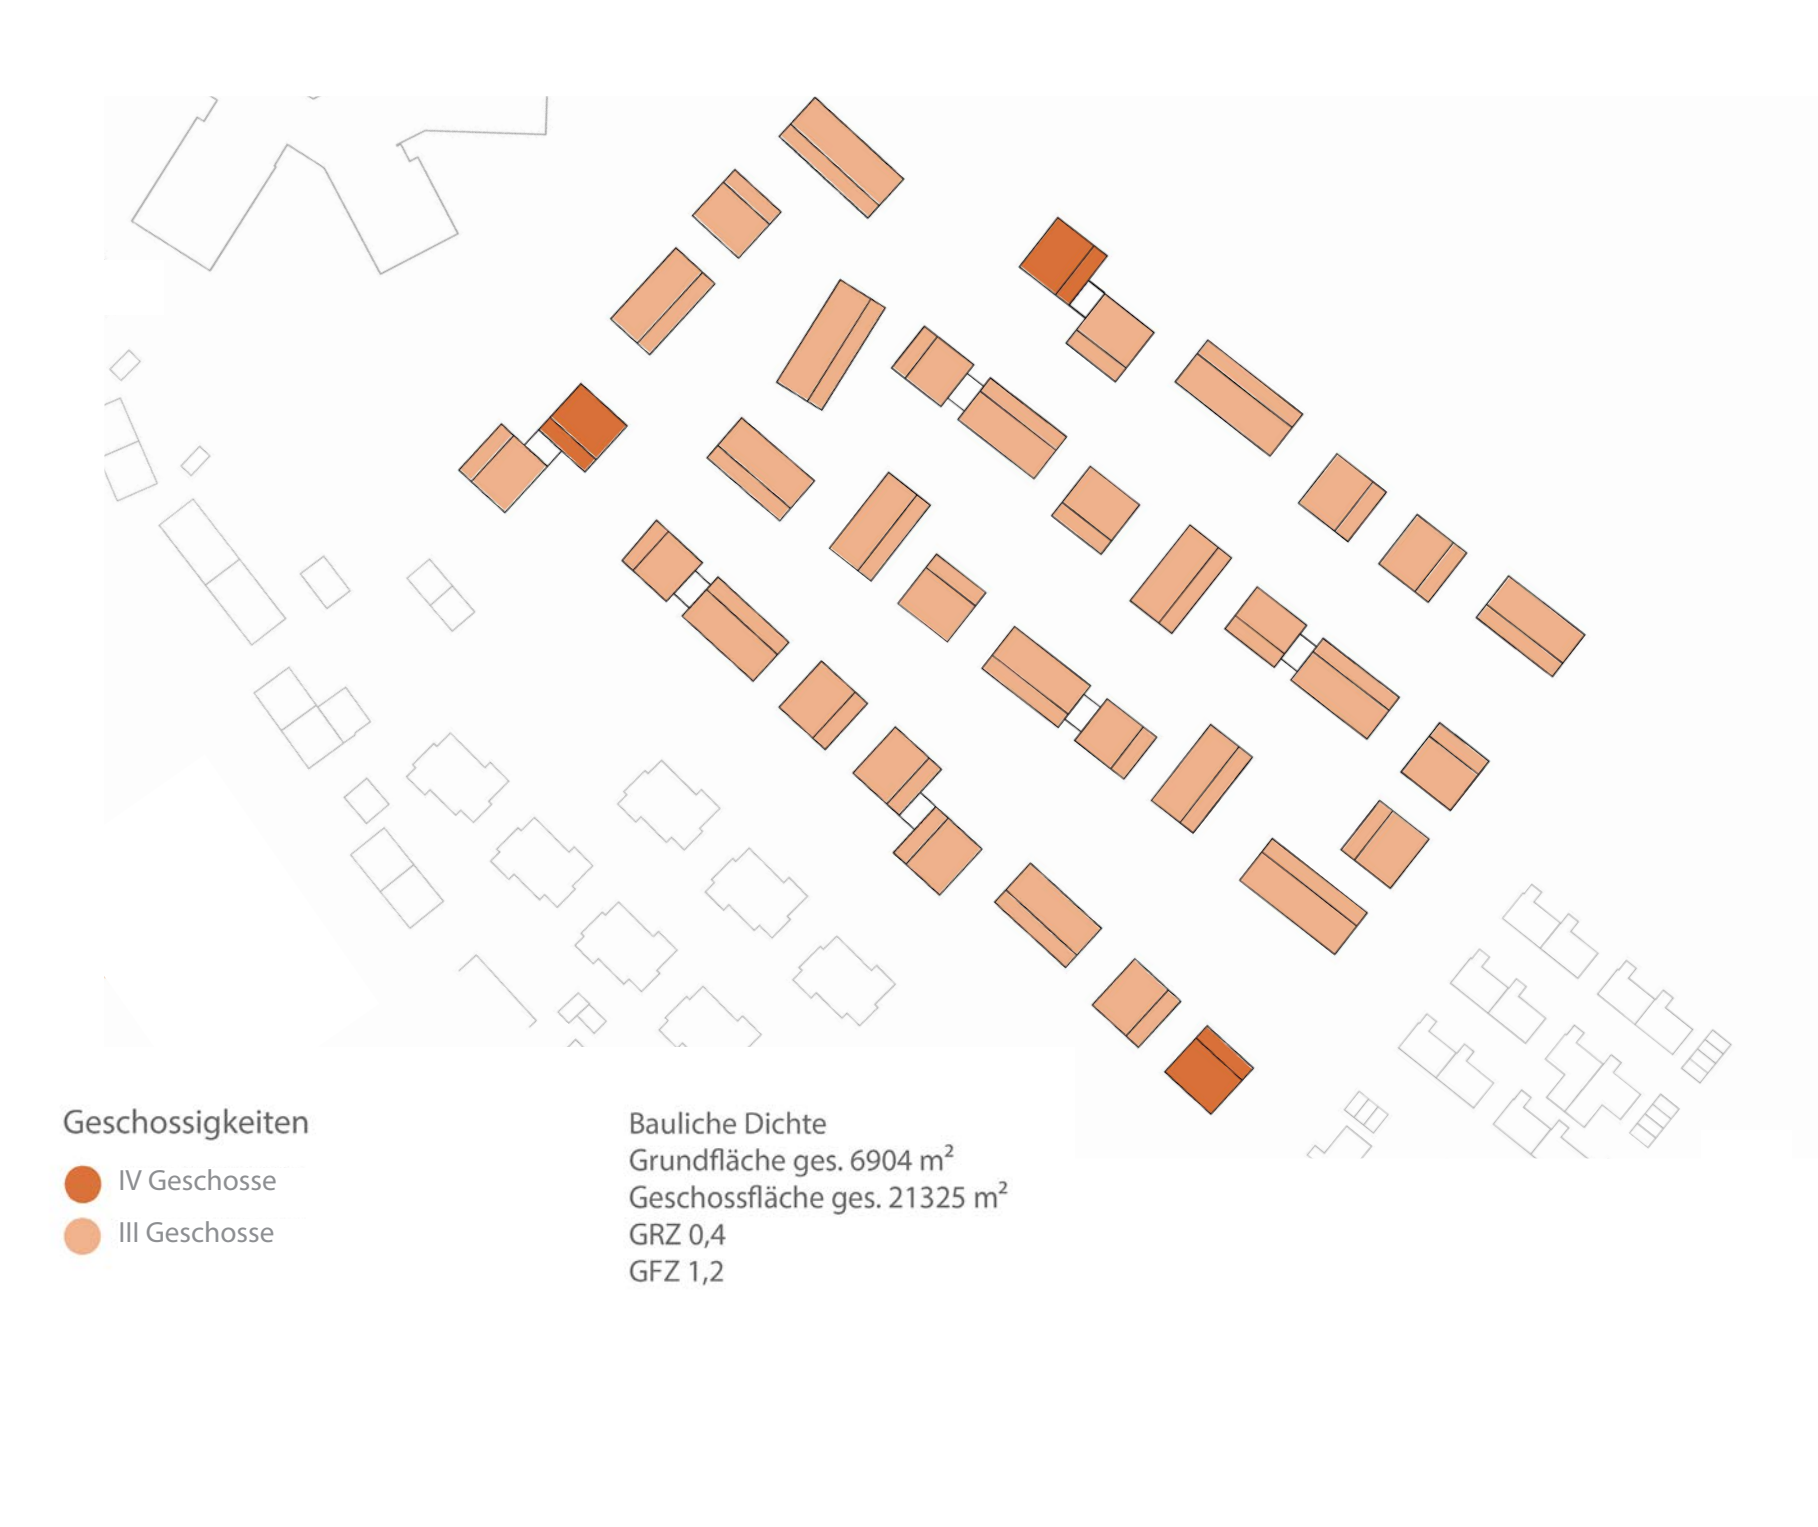 Geschossigkeiten
IV Geschosse
III Geschosse
Bauliche Dichte
Grundfläche ges. 6904 m²
Geschossfläche ges. 21325 m²
GRZ 0,4
GFZ 1,2